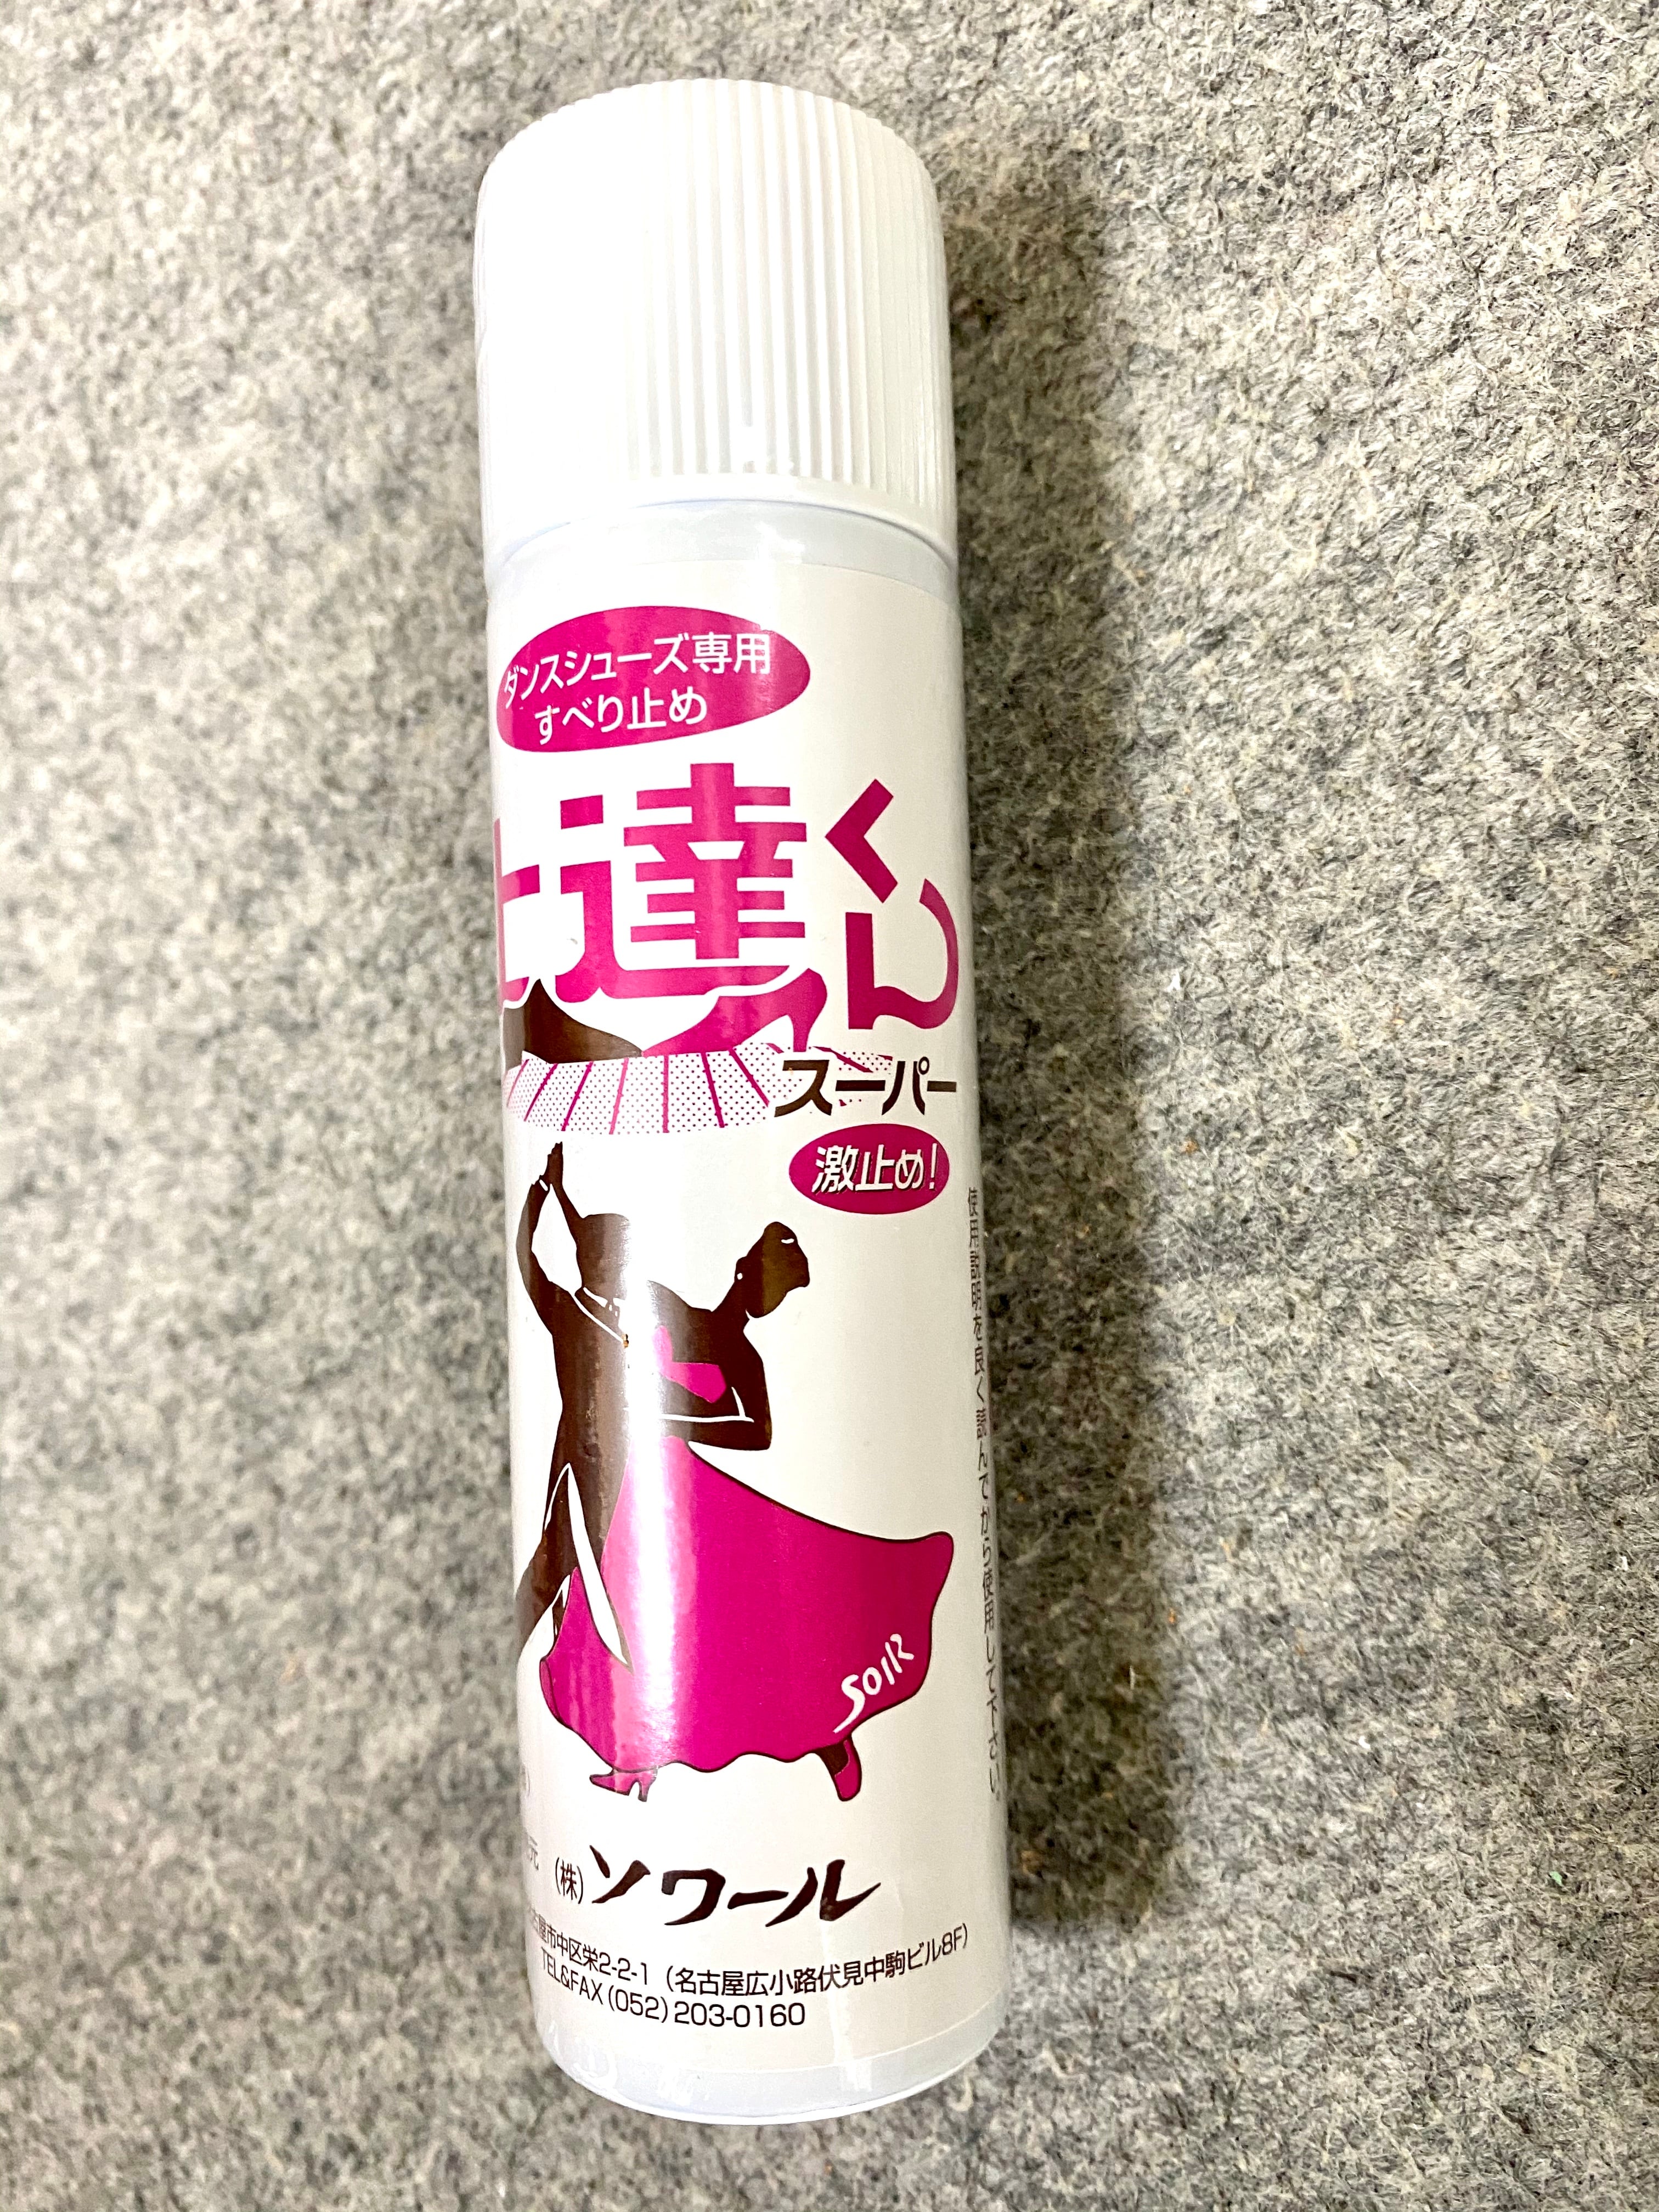 ダンスシューズ専用
すべり止め
上達くん
スーパー
激止め!
使用説明を良く読んでから使用して下さい。
SOIR
元 (株)ソワール
古屋市中区栄2-2-1 (名古屋広小路伏見中駒ビル8F)
TEL&FAX (052) 203-0160